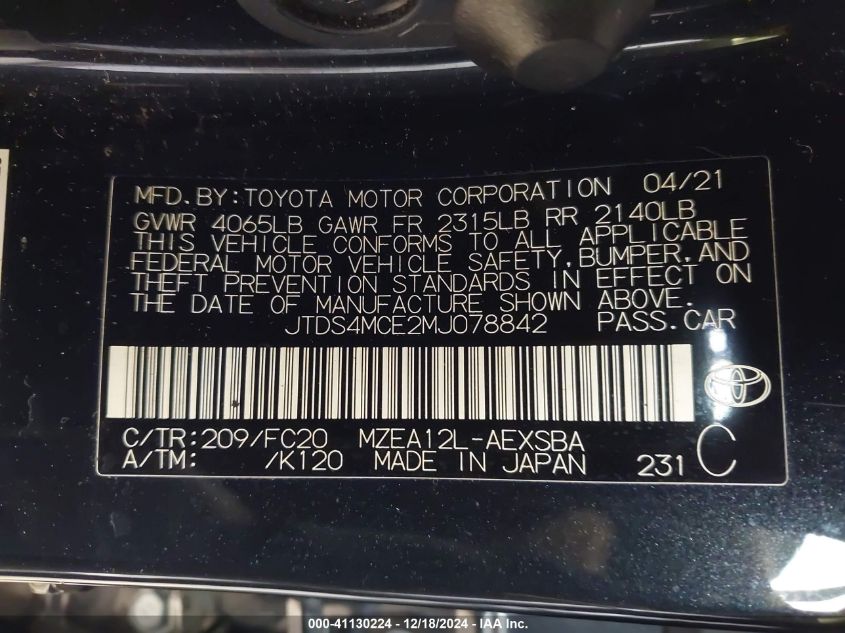 MFD.BY:TOYOTA MOTOR CORPORATION 04/21
GVWR 4065LB GAWR FR 2315LB RR 2140LB
THIS VEHICLE CONFORMS TO ALL APPLICABLE
FEDERAL MOTOR VEHICLE SAFETY,BUMPER,AND
THEFT PREVENTION STANDARDS IN EFFECT ON
THE DATE OF MANUFACTURE SHOWN ABOVE.
JTDS4MCE2MJ078842 PASS.CAR
C/TR:209/FC20 MZEA12L-AEXSBA
A/TM: /K120 MADE IN JAPAN 231 C
000-41130224 - 12/18/2024 - IAA Inc.